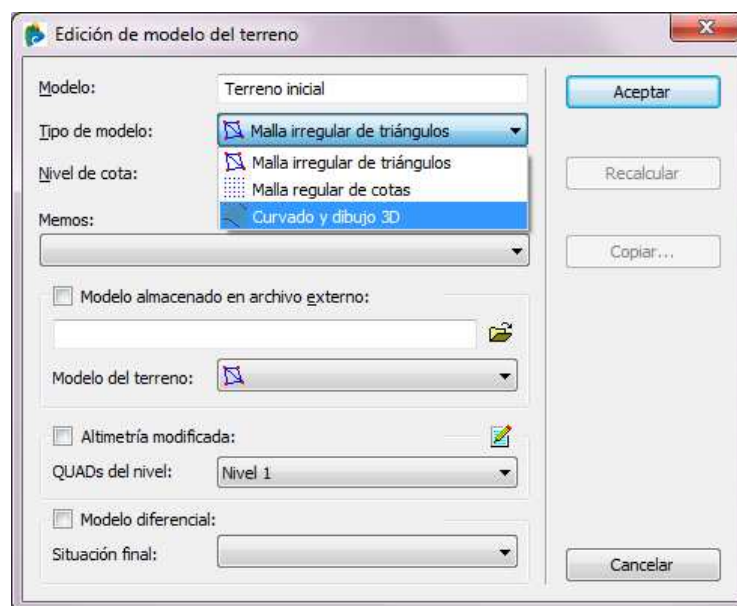 Edición de modelo del terreno
Modelo: Terreno inicial Aceptar
Tipo de modelo: Malla irregular de triángulos
Malla irregular de triángulos
Nivel de cota: Recalcular
Malla regular de cotas
Curvado y dibujo 3D
Memos:
Copiar...
Modelo almacenado en archivo externo:
Modelo del terreno:
Altimetría modificada:
QUADs del nivel: Nivel 1
Modelo diferencial:
Situación final:
Cancelar